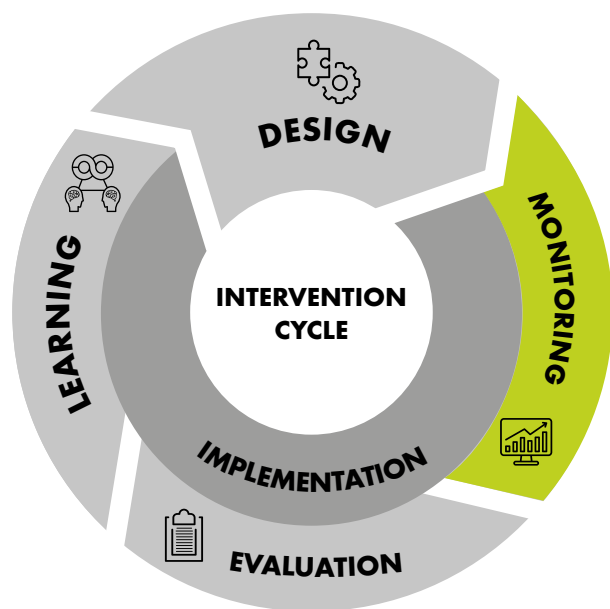 DESIGN
MONITORING
EVALUATION
LEARNING
IMPLEMENTATION
INTERVENTION
CYCLE